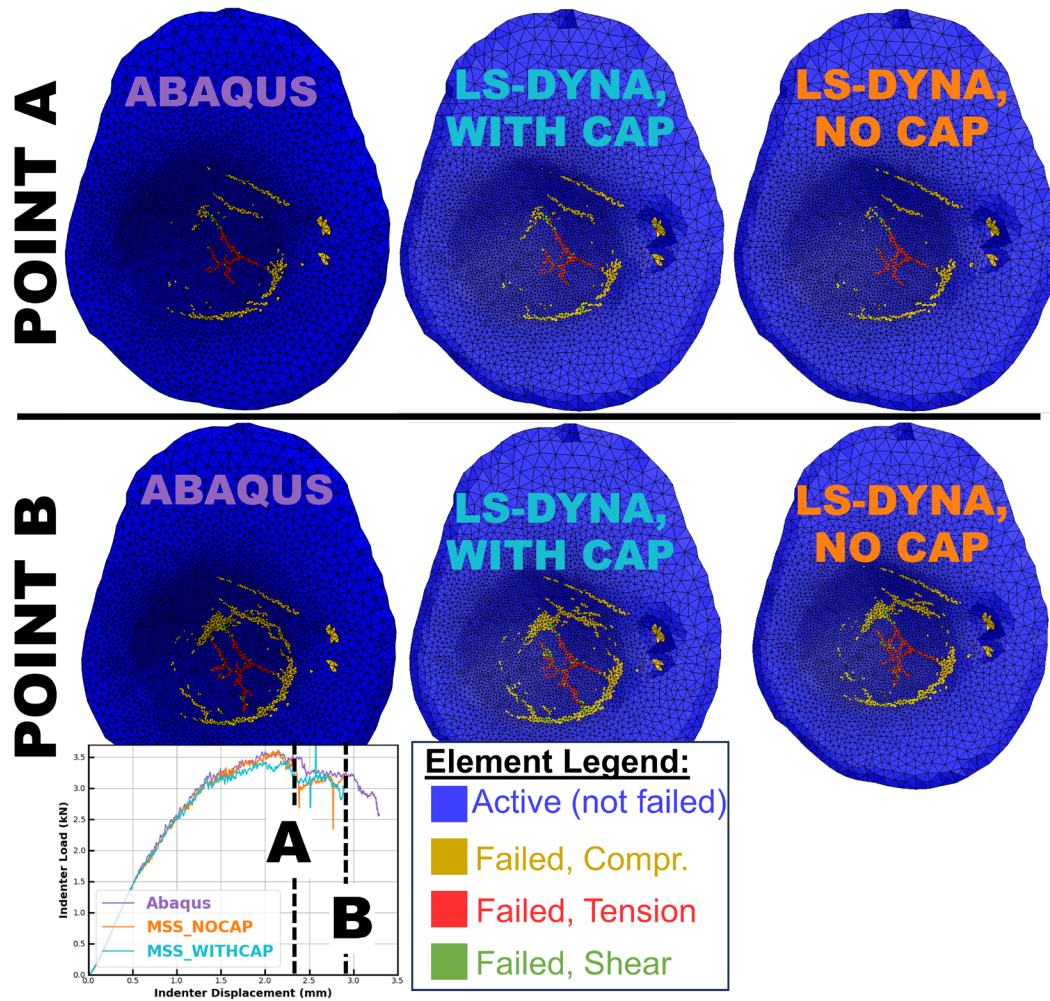 POINT A
ABAQUS
LS-DYNA,
WITH CAP
LS-DYNA,
NO CAP
POINT B
ABAQUS
LS-DYNA,
WITH CAP
LS-DYNA,
NO CAP
Indenter Load (kN)
3.5
3.0
2.5
2.0
1.5
1.0
0.5
0.0
A
B
Abaqus
MSS_NOCAP
MSS_WITHCAP
0.0 0.5 1.0 1.5 2.0 2.5 3.0 3.5
Indenter Displacement (mm)
Element Legend:
Active (not failed)
Failed, Compr.
Failed, Tension
Failed, Shear